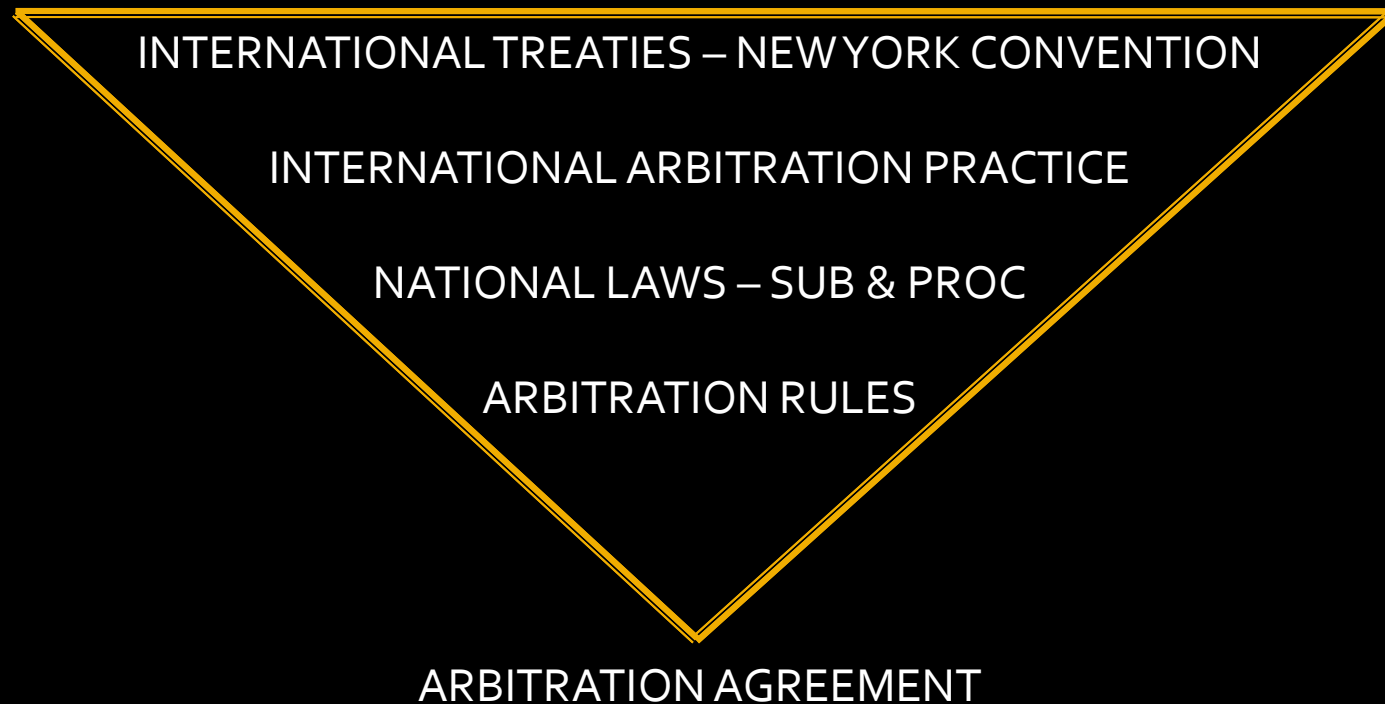 INTERNATIONAL TREATIES – NEW YORK CONVENTION
INTERNATIONAL ARBITRATION PRACTICE
NATIONAL LAWS – SUB & PROC
ARBITRATION RULES
ARBITRATION AGREEMENT